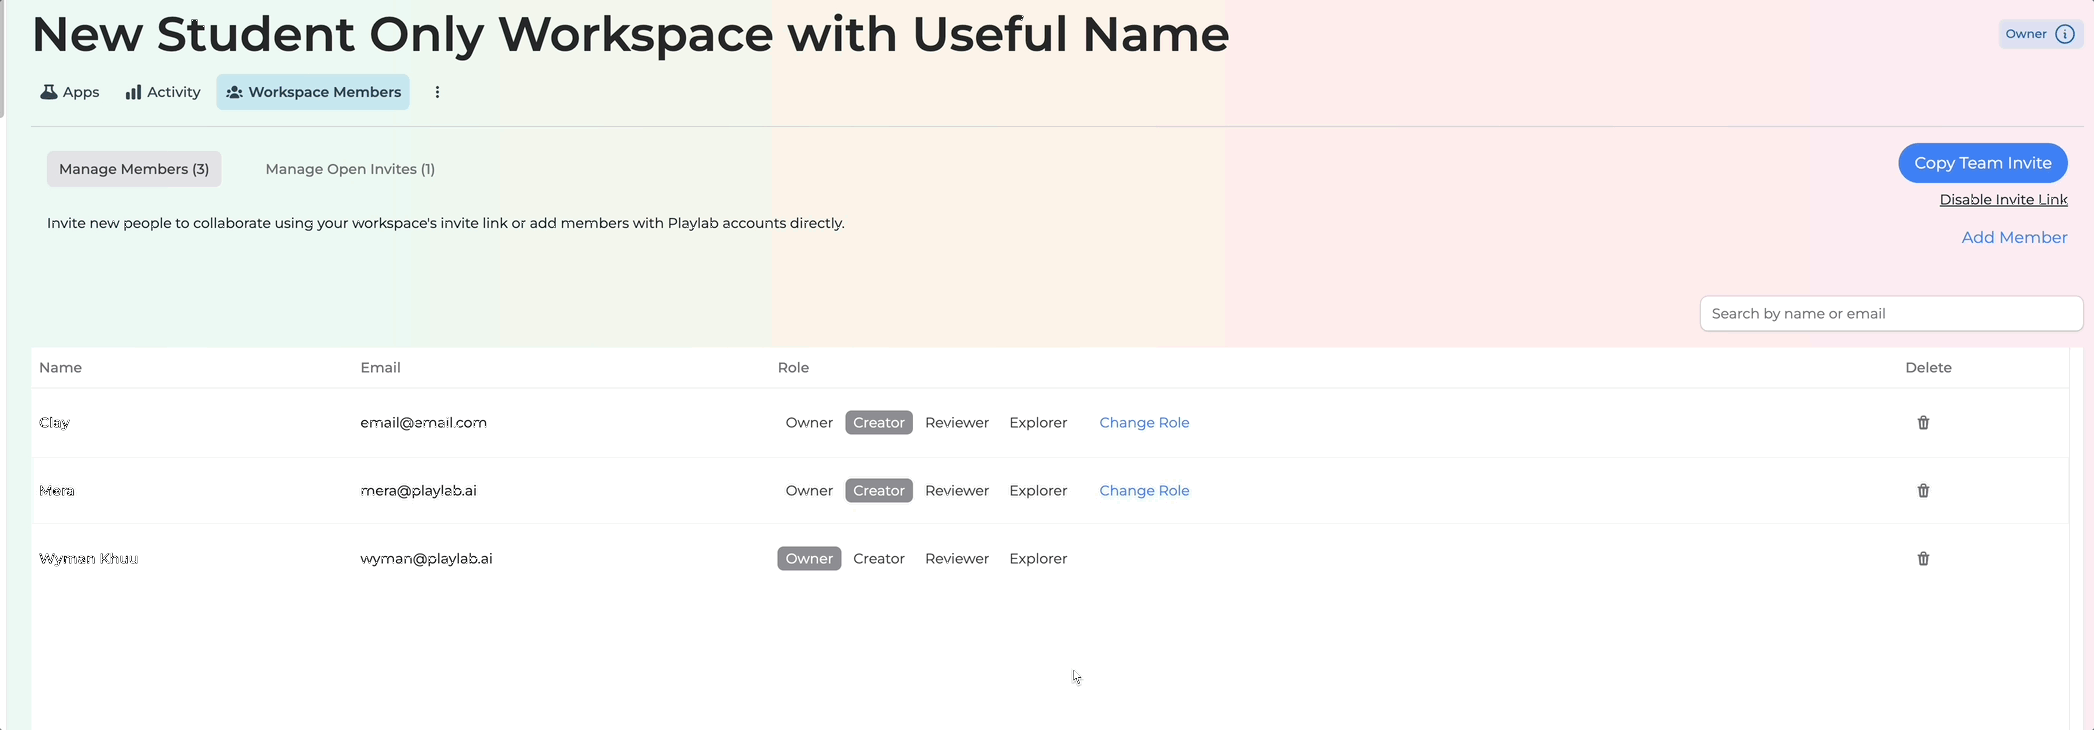 New Student Only Workspace with Useful Name
Owner
Apps Activity Workspace Members
Manage Members (3) Manage Open Invites (1)
Copy Team Invite
Disable Invite Link
Invite new people to collaborate using your workspace's invite link or add members with Playlab accounts directly.
Add Member
Search by name or email
Name Email Role Delete
Clay email@email.com Owner Creator Reviewer Explorer Change Role
Mera mera@playlab.ai Owner Creator Reviewer Explorer Change Role
Wyman Khuu wyman@playlab.ai Owner Creator Reviewer Explorer